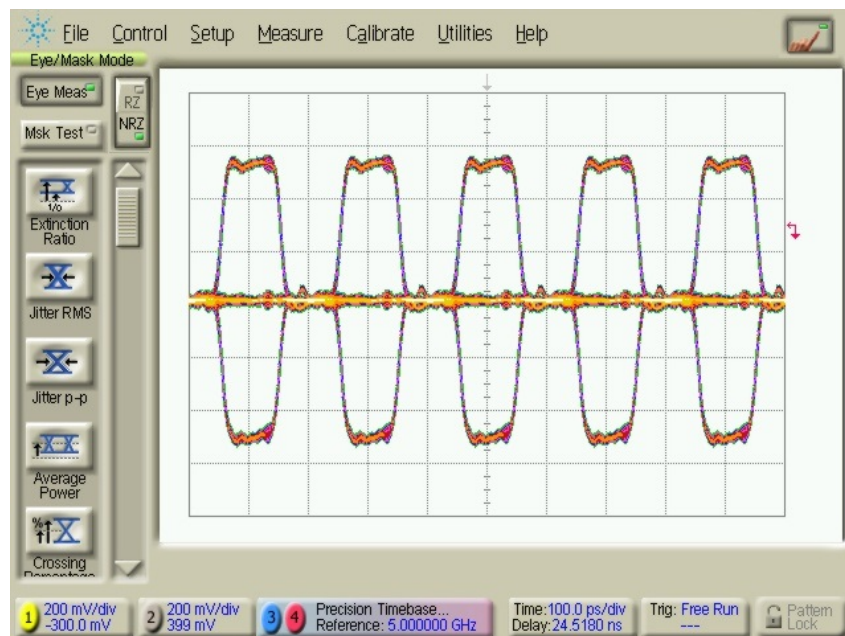 File Control Setup Measure Calibrate Utilities Help
Eye/Mask Mode
Eye Meas
RZ
NRZ
Msk Test
1/0
Extinction
Ratio
Jitter RMS
Jitter p-p
Average
Power
%
Crossing
Percentage
1 200 mV/div
-300.0 mV
2 200 mV/div
399 mV
3 4 Precision Timebase...
Reference: 5.000000 GHz
Time:100.0 ps/div
Delay:24.5180 ns
Trig: Free Run
---
Pattern
Lock